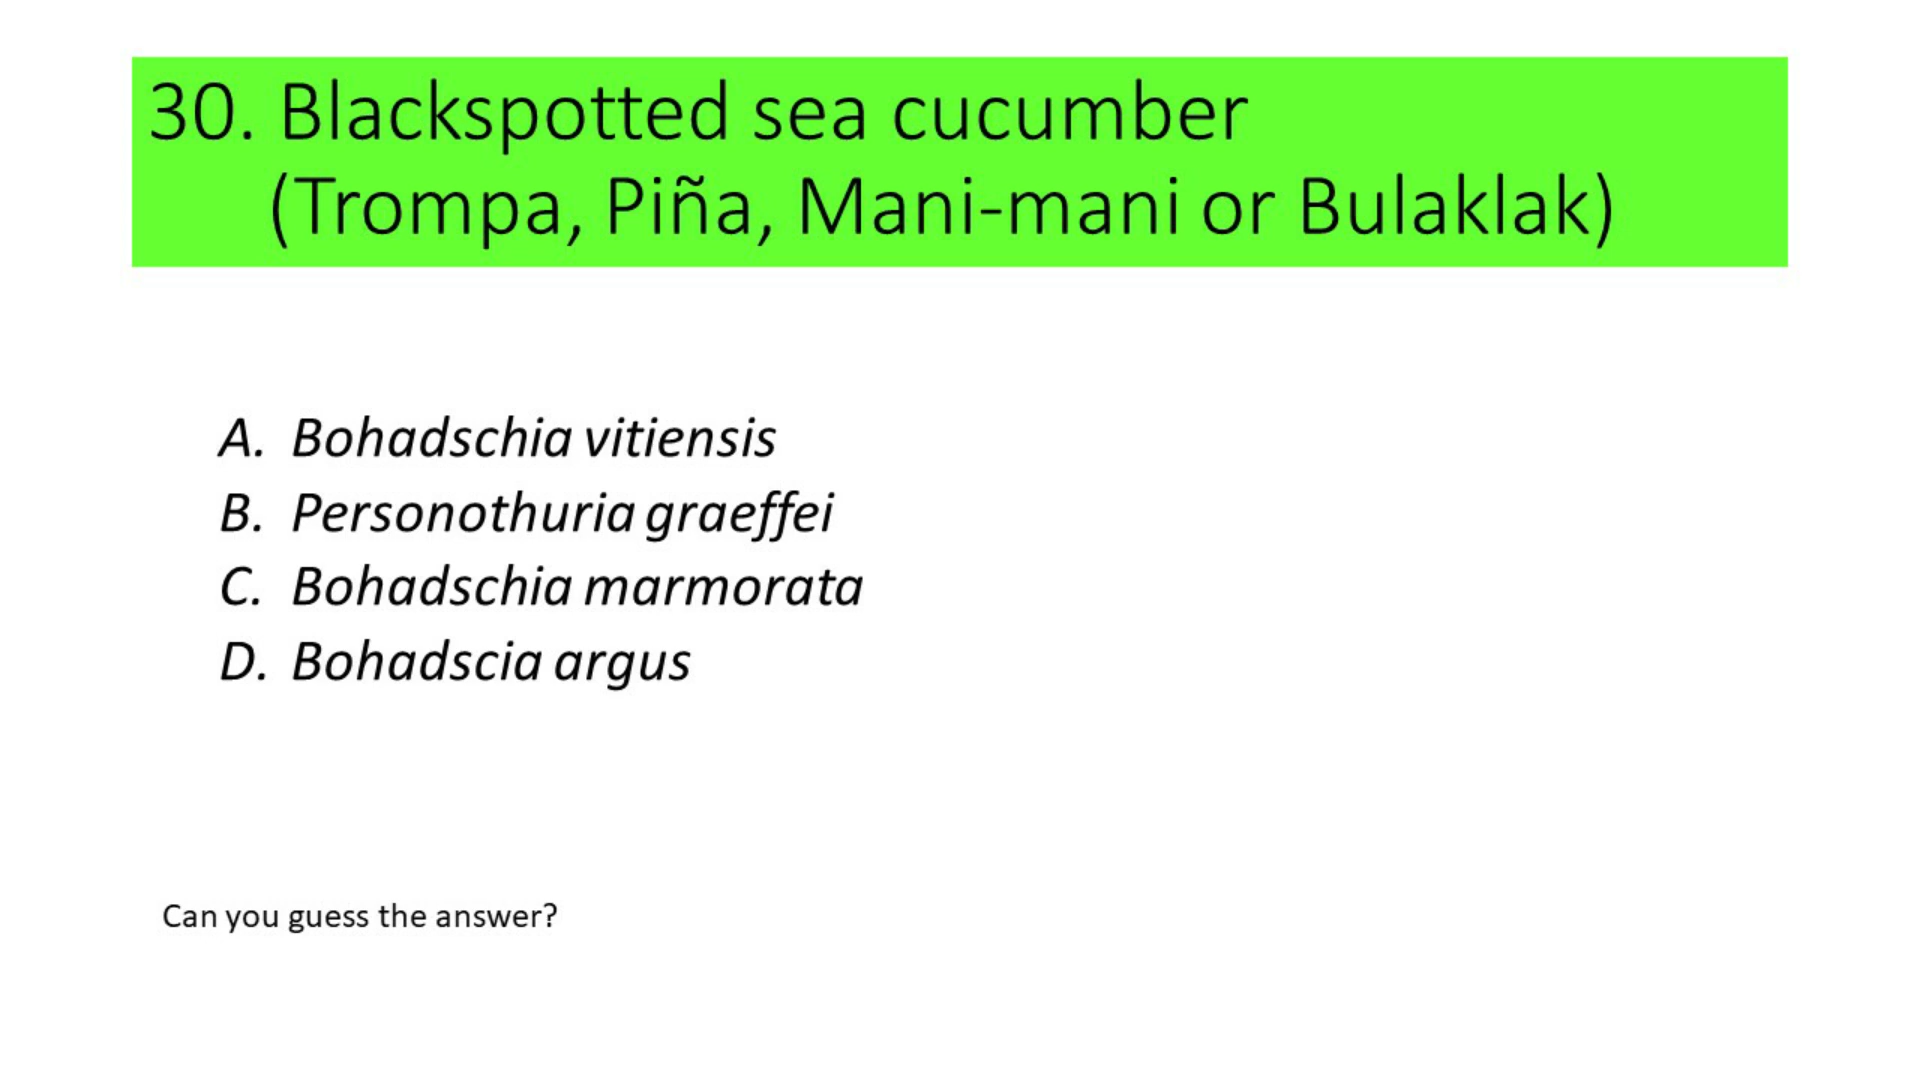 30. Blackspotted sea cucumber
(Trompa, Piña, Mani-mani or Bulaklak)
A. Bohadschia vitiensis
B. Personothuria graeffei
C. Bohadschia marmorata
D. Bohadscia argus
Can you guess the answer?